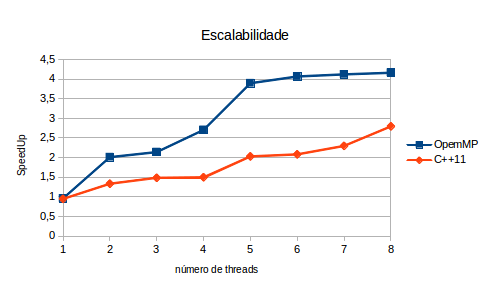 Escalabilidade
4,5
4
3,5
3
2,5
2
1,5
1
0,5
0
SpeedUp
1 2 3 4 5 6 7 8
número de threads
OpemMP
C++11